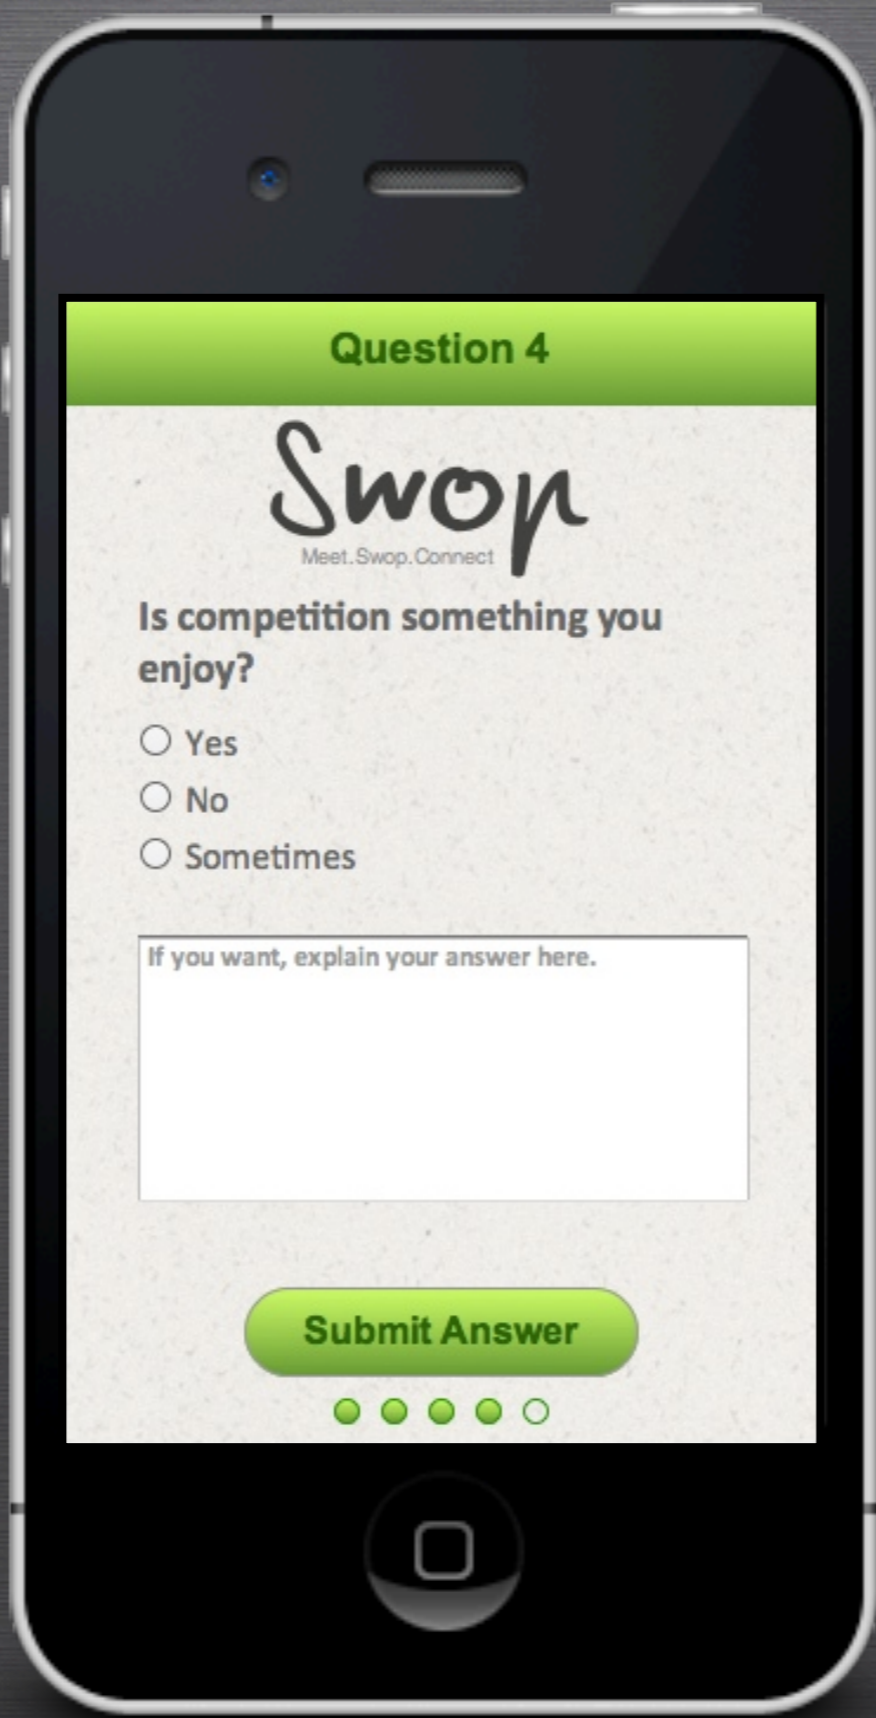 Question 4
Swop
Meet.Swop.Connect
Is competition something you
enjoy?
Yes
No
Sometimes
If you want, explain your answer here.
Submit Answer